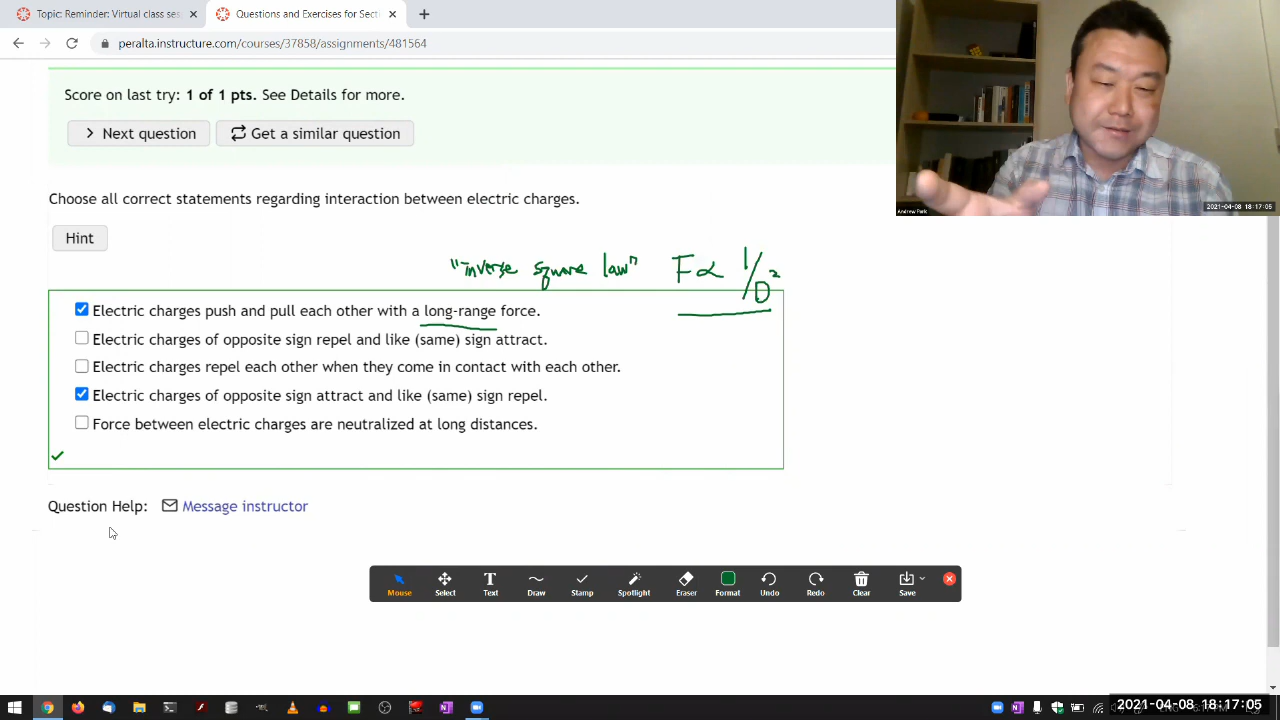 Topic: Reminder: Virtual class ses
Questions and Exercises for Sect
peralta.instructure.com/courses/37858/assignments/481564
Score on last try: 1 of 1 pts. See Details for more.
Next question
Get a similar question
Choose all correct statements regarding interaction between electric charges.
Hint
"inverse square law" F∝ 1/D²
Electric charges push and pull each other with a long-range force.
Electric charges of opposite sign repel and like (same) sign attract.
Electric charges repel each other when they come in contact with each other.
Electric charges of opposite sign attract and like (same) sign repel.
Force between electric charges are neutralized at long distances.
Question Help: Message instructor
Mouse Select Text Draw Stamp Spotlight Eraser Format Undo Redo Clear Save
Andrew Park
2021-04-08 18:17:05
2021-04-08 18:17:05